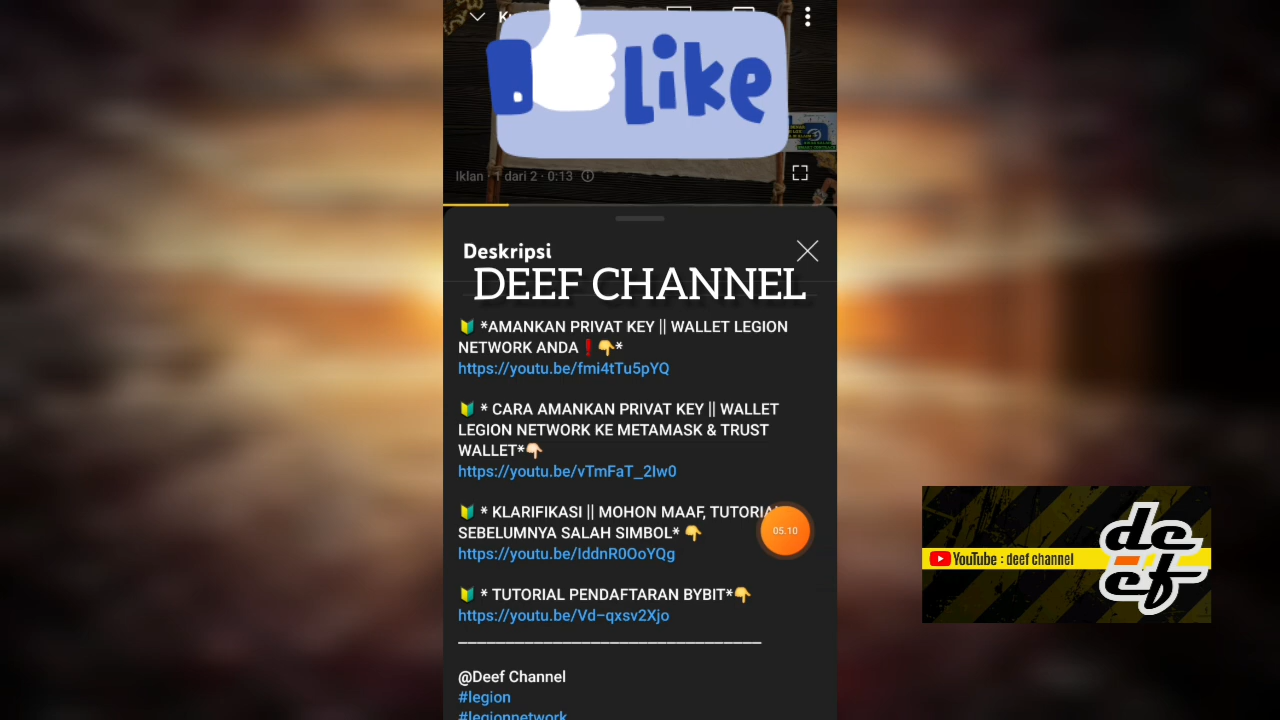 Like
Iklan · 1 dari 2 · 0:13
Deskripsi
DEEF CHANNEL
🔰 *AMANKAN PRIVAT KEY || WALLET LEGION
NETWORK ANDA❗👇*
https://youtu.be/fmi4tTu5pYQ
🔰 * CARA AMANKAN PRIVAT KEY || WALLET
LEGION NETWORK KE METAMASK & TRUST
WALLET*👇🏻
https://youtu.be/vTmFaT_2Iw0
🔰 * KLARIFIKASI || MOHON MAAF, TUTORIAL
SEBELUMNYA SALAH SIMBOL* 👇
https://youtu.be/IddnR0OoYQg
05.10
🔰 * TUTORIAL PENDAFTARAN BYBIT*👇
https://youtu.be/Vd-qxsv2Xjo
@Deef Channel
#legion
#legionnetwork
YouTube : deef channel
deef